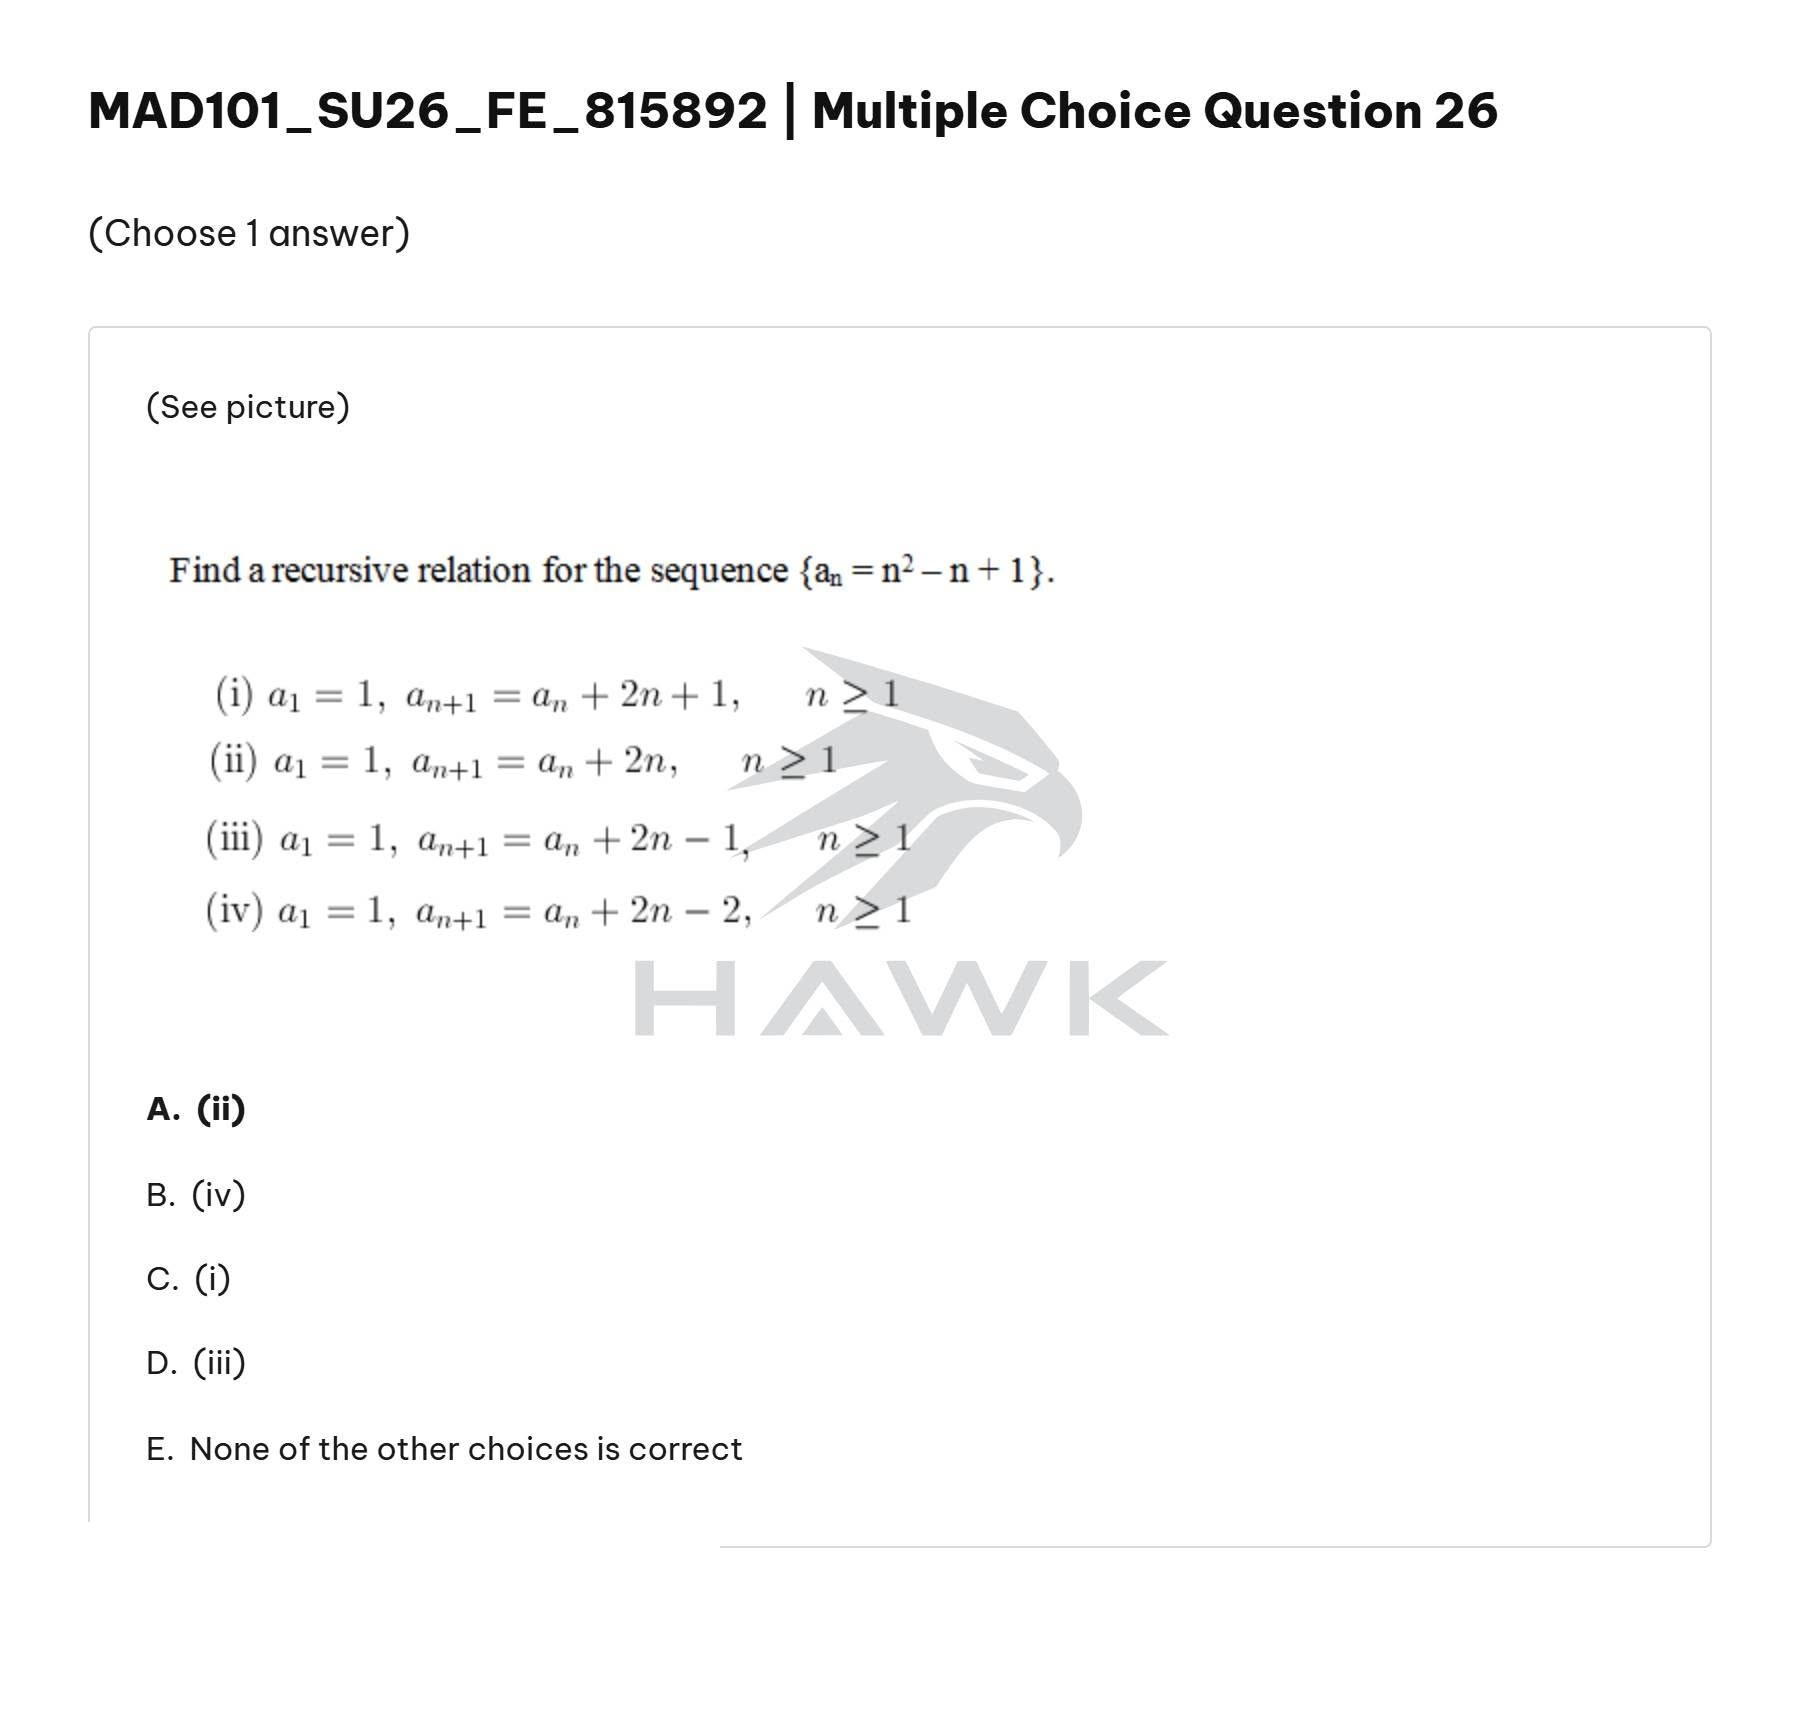 MAD101_SU26_FE_815892 | Multiple Choice Question 26
(Choose 1 answer)
(See picture)
Find a recursive relation for the sequence {aₙ = n² – n + 1}.
(i) a₁ = 1, aₙ₊₁ = aₙ + 2n + 1, n ≥ 1
(ii) a₁ = 1, aₙ₊₁ = aₙ + 2n, n ≥ 1
(iii) a₁ = 1, aₙ₊₁ = aₙ + 2n − 1, n ≥ 1
(iv) a₁ = 1, aₙ₊₁ = aₙ + 2n − 2, n ≥ 1
HAWK
A. (ii)
B. (iv)
C. (i)
D. (iii)
E. None of the other choices is correct